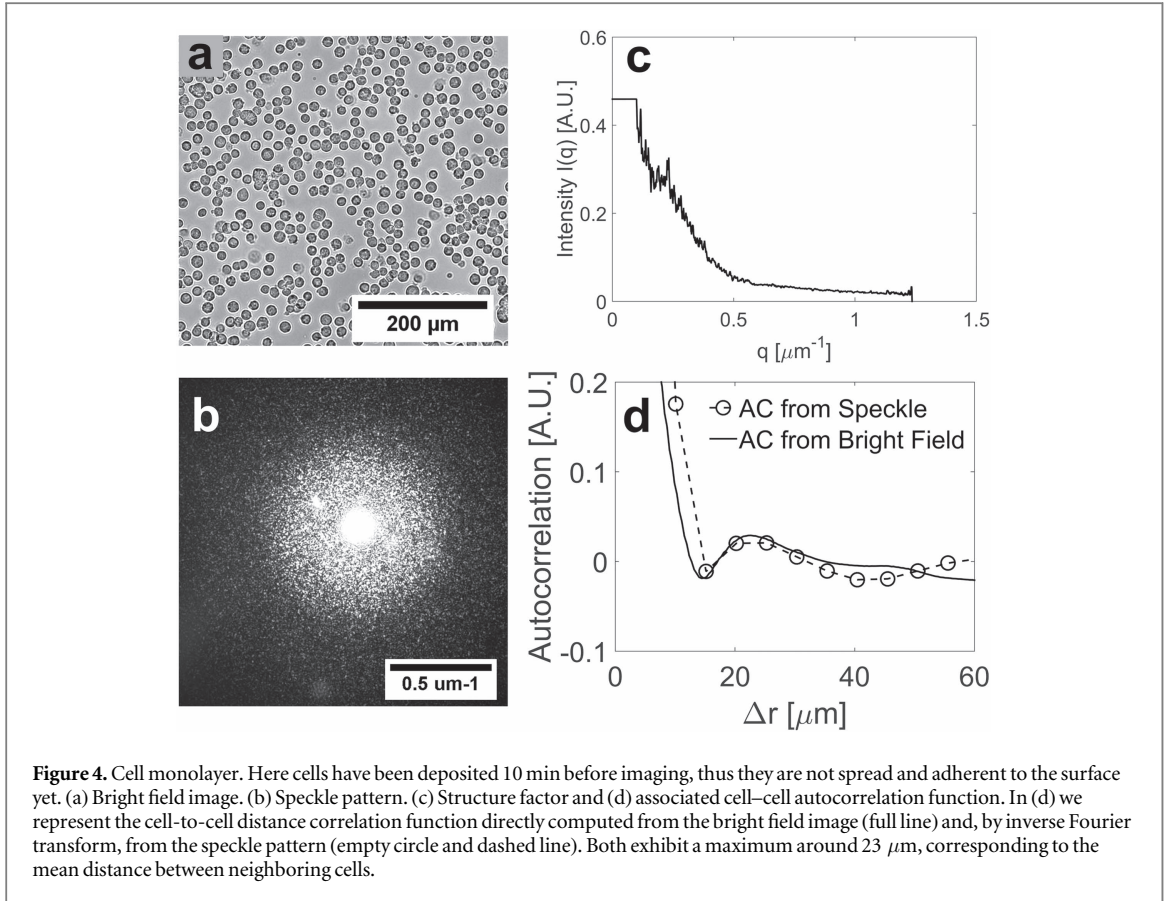 a
200 µm
b
0.5 um-1
c
0.6
0.4
0.2
0
Intensity I(q) [A.U.]
0
0.5
1
1.5
q [µm-1]
d
AC from Speckle
AC from Bright Field
0.2
0.1
0
-0.1
Autocorrelation [A.U.]
0
20
40
60
Δr [µm]
Figure 4. Cell monolayer. Here cells have been deposited 10 min before imaging, thus they are not spread and adherent to the surface
yet. (a) Bright field image. (b) Speckle pattern. (c) Structure factor and (d) associated cell–cell autocorrelation function. In (d) we
represent the cell-to-cell distance correlation function directly computed from the bright field image (full line) and, by inverse Fourier
transform, from the speckle pattern (empty circle and dashed line). Both exhibit a maximum around 23 µm, corresponding to the
mean distance between neighboring cells.